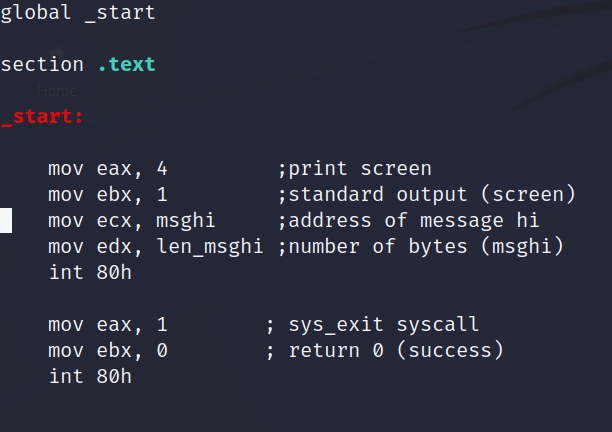 global _start
section .text
Home
_start:
mov eax, 4 ;print screen
mov ebx, 1 ;standard output (screen)
mov ecx, msghi ;address of message hi
mov edx, len_msghi ;number of bytes (msghi)
int 80h
mov eax, 1 ; sys_exit syscall
mov ebx, 0 ; return 0 (success)
int 80h